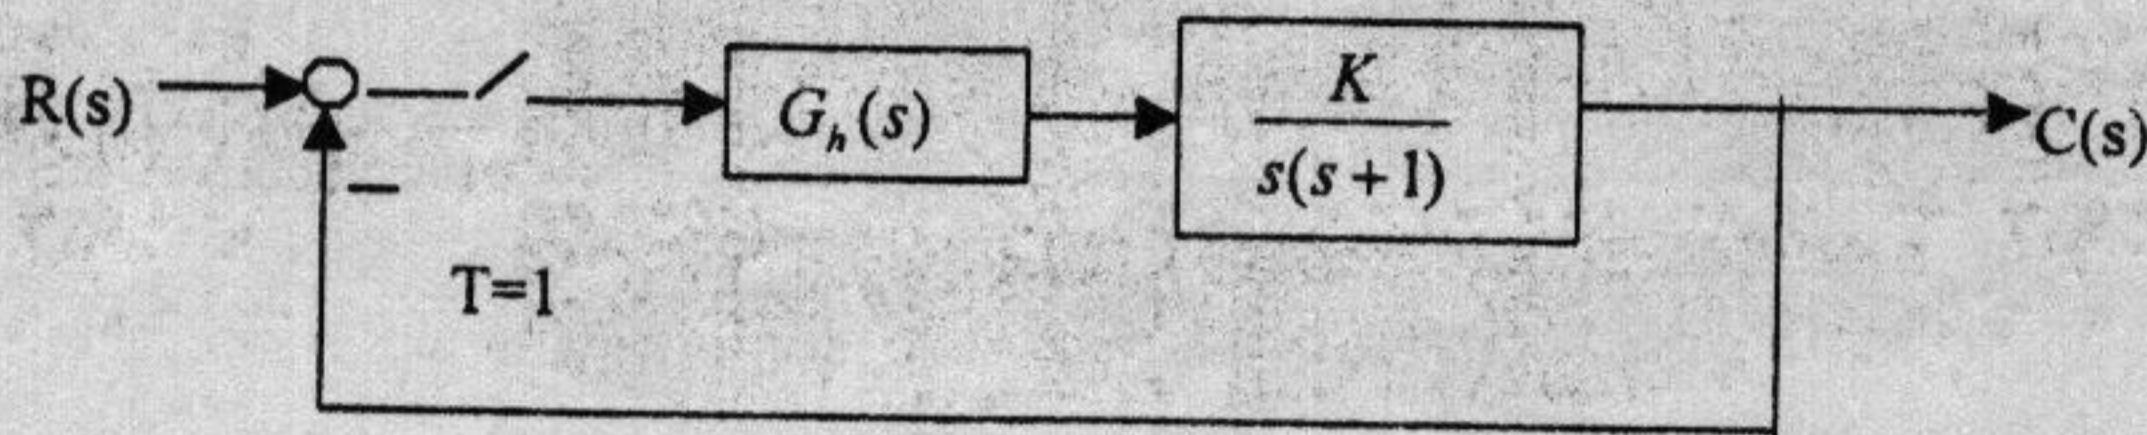 R(s)
G_h(s)
K
s(s+1)
C(s)
−
T=1